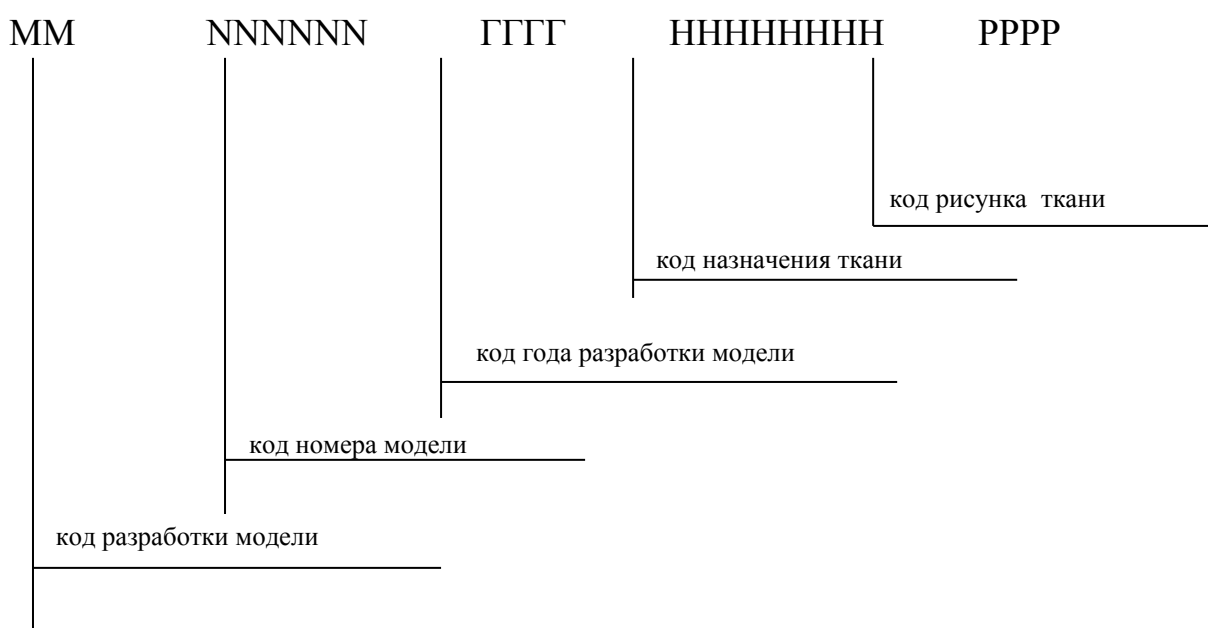 ММ NNNNNN ГГГГ НННННННН РРРР
код рисунка ткани
код назначения ткани
код года разработки модели
код номера модели
код разработки модели